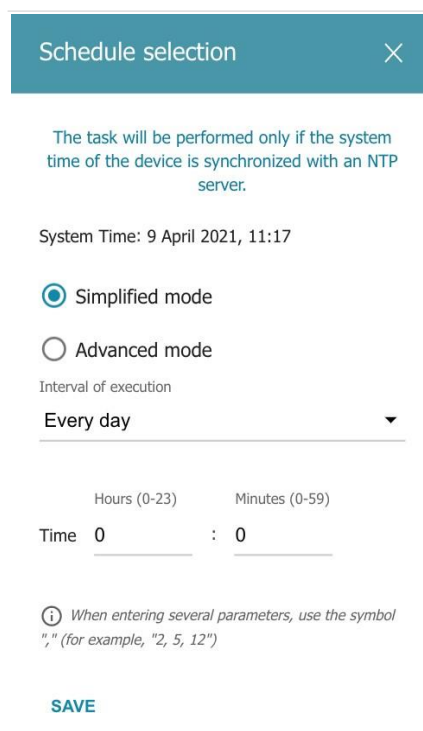 Schedule selection
The task will be performed only if the system
time of the device is synchronized with an NTP
server.
System Time: 9 April 2021, 11:17
Simplified mode
Advanced mode
Interval of execution
Every day
Hours (0-23) Minutes (0-59)
Time 0 : 0
When entering several parameters, use the symbol
"," (for example, "2, 5, 12")
SAVE